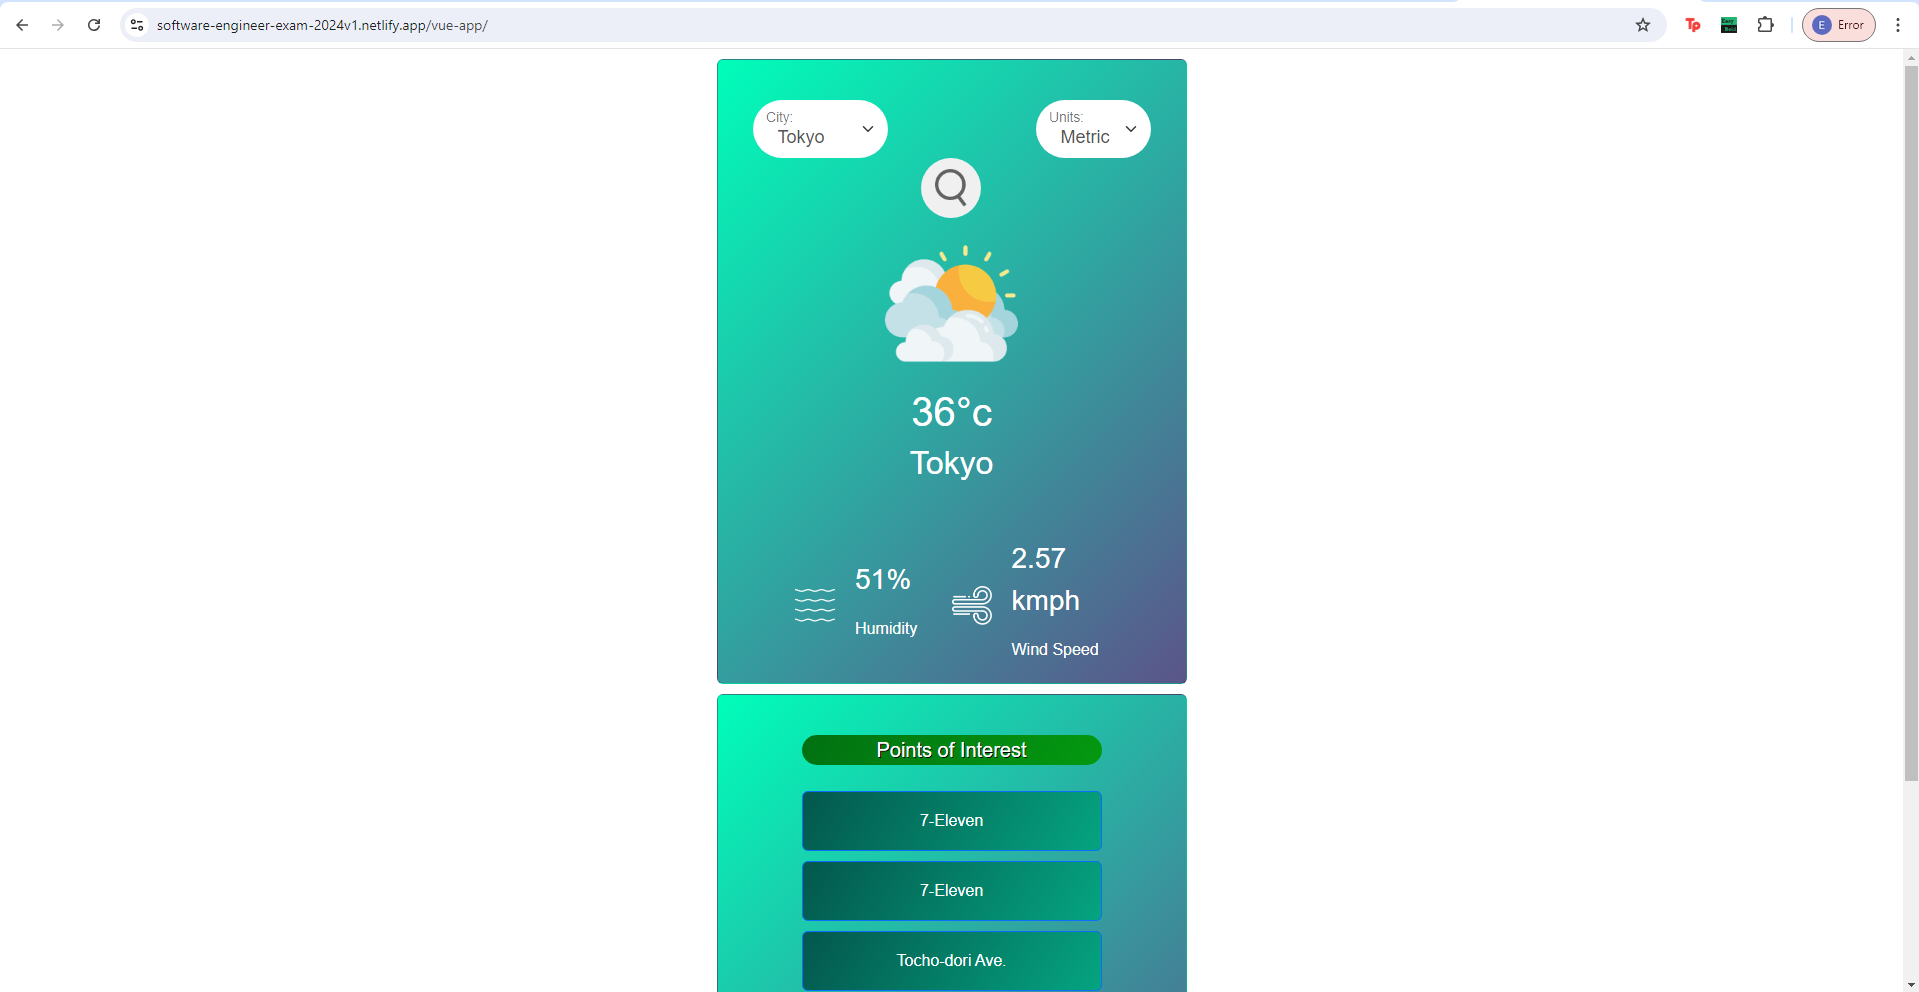 software-engineer-exam-2024v1.netlify.app/vue-app/
E Error
City:
Tokyo
Units:
Metric
36°c
Tokyo
51%
Humidity
2.57
kmph
Wind Speed
Points of Interest
7-Eleven
7-Eleven
Tocho-dori Ave.